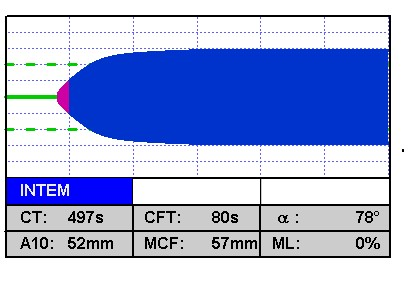 INTEM
CT: 497s CFT: 80s α : 78°
A10: 52mm MCF: 57mm ML: 0%